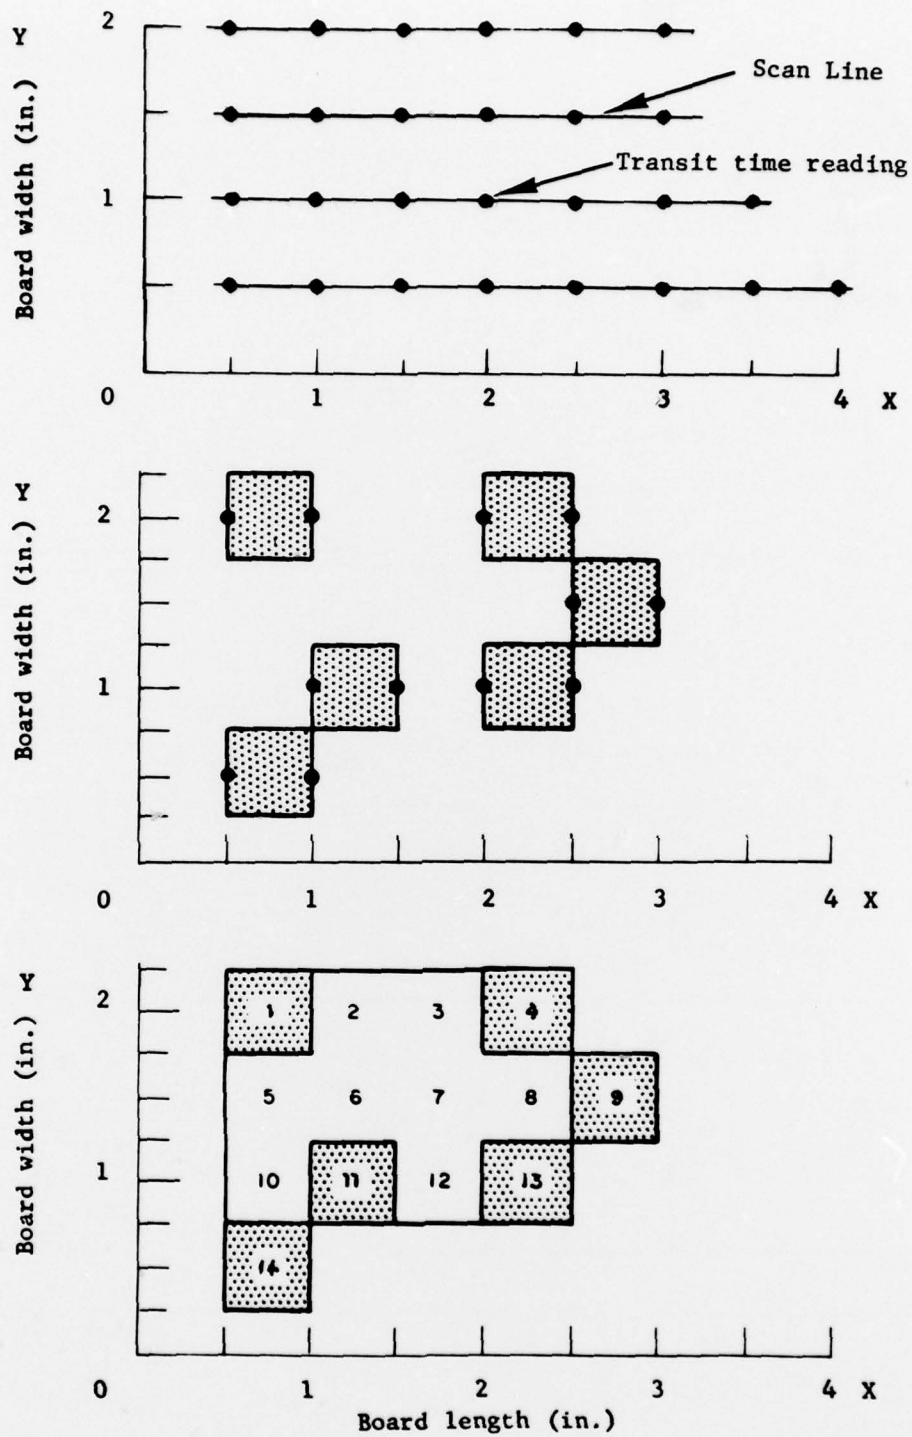 2
Y
Scan Line
Transit time reading
1
Board width (in.)
0 1 2 3 4 X
Y
2
1
Board width (in.)
0 1 2 3 4 X
Y
2
1 2 3 4
5 6 7 8 9
1
10 11 12 13
14
Board width (in.)
0 1 2 3 4 X
Board length (in.)